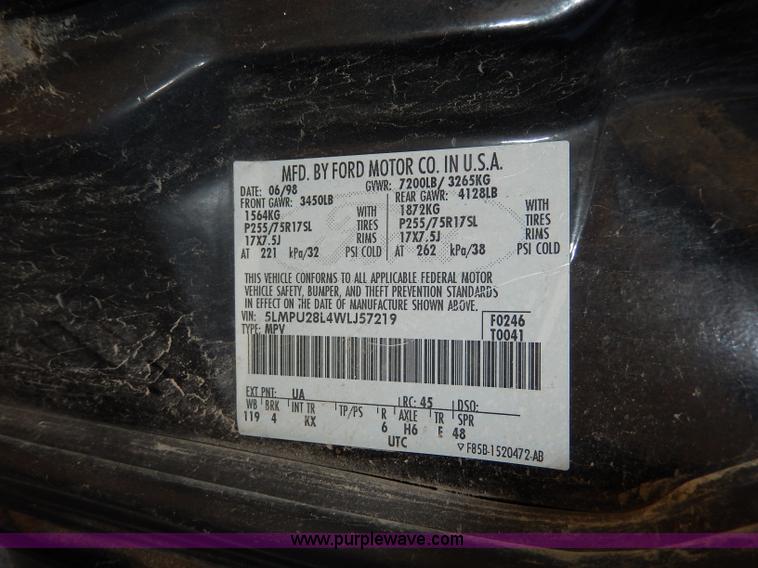 MFD. BY FORD MOTOR CO. IN U.S.A.
DATE: 06/98 GVWR: 7200LB/ 3265KG
FRONT GAWR: 3450LB REAR GAWR: 4128LB
1564KG WITH 1872KG WITH
P255/75R17SL TIRES P255/75R17SL TIRES
17X7.5J RIMS 17X7.5J RIMS
AT 221 kPa/32 PSI COLD AT 262 kPa/38 PSI COLD
THIS VEHICLE CONFORMS TO ALL APPLICABLE FEDERAL MOTOR
VEHICLE SAFETY, BUMPER, AND THEFT PREVENTION STANDARDS
IN EFFECT ON THE DATE OF MANUFACTURE SHOWN ABOVE.
VIN: 5LMPU28L4WLJ57219 F0246
TYPE: MPV T0041
EXT PNT: UA RC: 45 DSO:
WB BRK INT TR TP/PS R AXLE TR SPR
119 4 KX 6 H6 E 48
UTC ▽ F85B-1520472-AB
www.purplewave.com